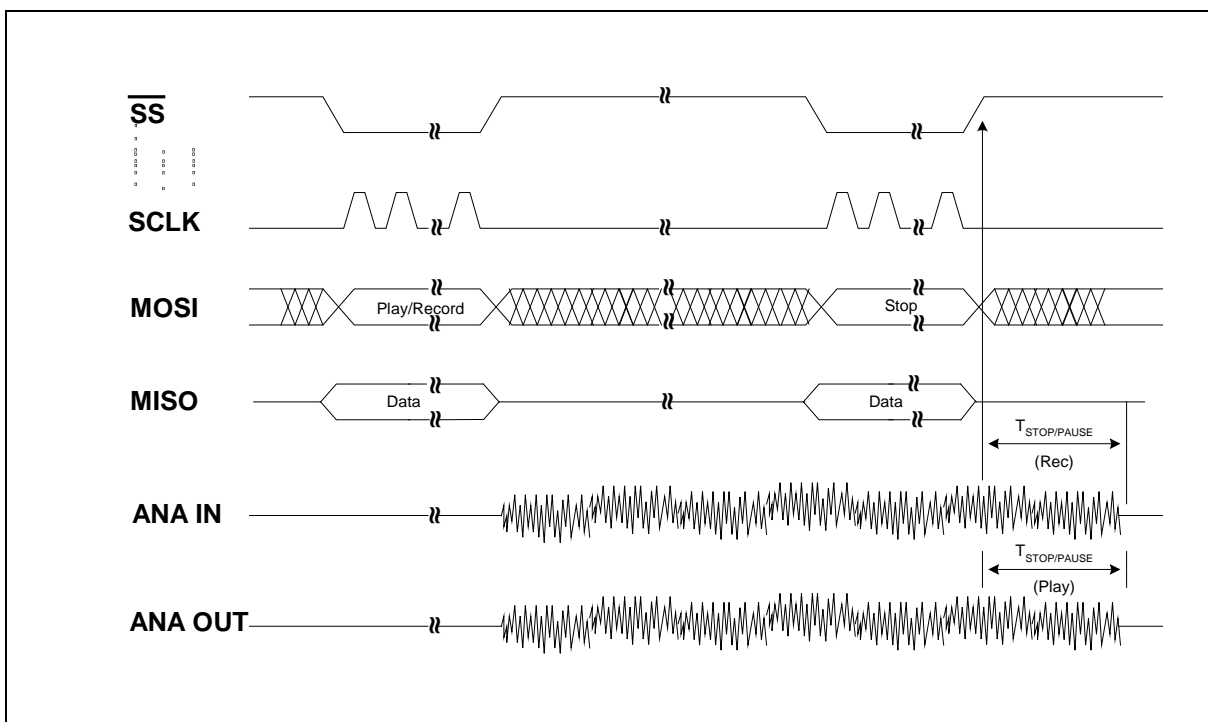 SS
SCLK
MOSI
Play/Record
Stop
MISO
Data
Data
TSTOP/PAUSE
(Rec)
ANA IN
TSTOP/PAUSE
(Play)
ANA OUT